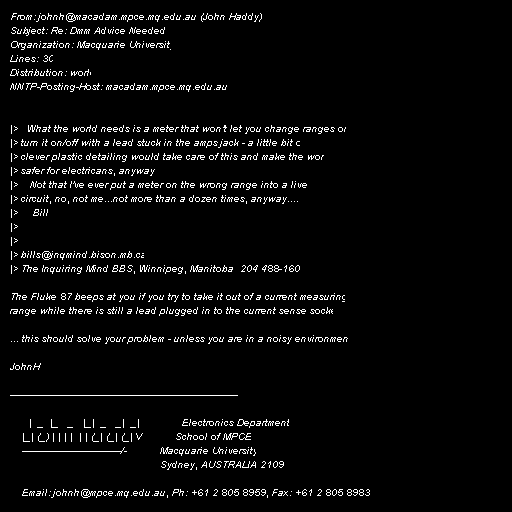 From: johnh@macadam.mpce.mq.edu.au (John Haddy)
Subject: Re: Dmm Advice Needed
Organization: Macquarie Universit
Lines: 30
Distribution: worl
NNTP-Posting-Host: macadam.mpce.mq.edu.au
|> What the world needs is a meter that won't let you change ranges or
|> turn it on/off with a lead stuck in the amps jack - a little bit o
|> clever plastic detailing would take care of this and make the wor
|> safer for electricans, anyway
|> Not that I've ever put a meter on the wrong range into a live
|> circuit, no, not me...not more than a dozen times, anyway....
|> Bill
|>
|>
|> bills@inqmind.bison.mb.ca
|> The Inquiring Mind BBS, Winnipeg, Manitoba 204 488-160
The Fluke 87 beeps at you if you try to take it out of a current measuring
range while there is still a lead plugged in to the current sense socke
... this should solve your problem - unless you are in a noisy environmen
JohnH
Electronics Department
School of MPCE
Macquarie University
Sydney, AUSTRALIA 2109
Email: johnh@mpce.mq.edu.au, Ph: +61 2 805 8959, Fax: +61 2 805 8983